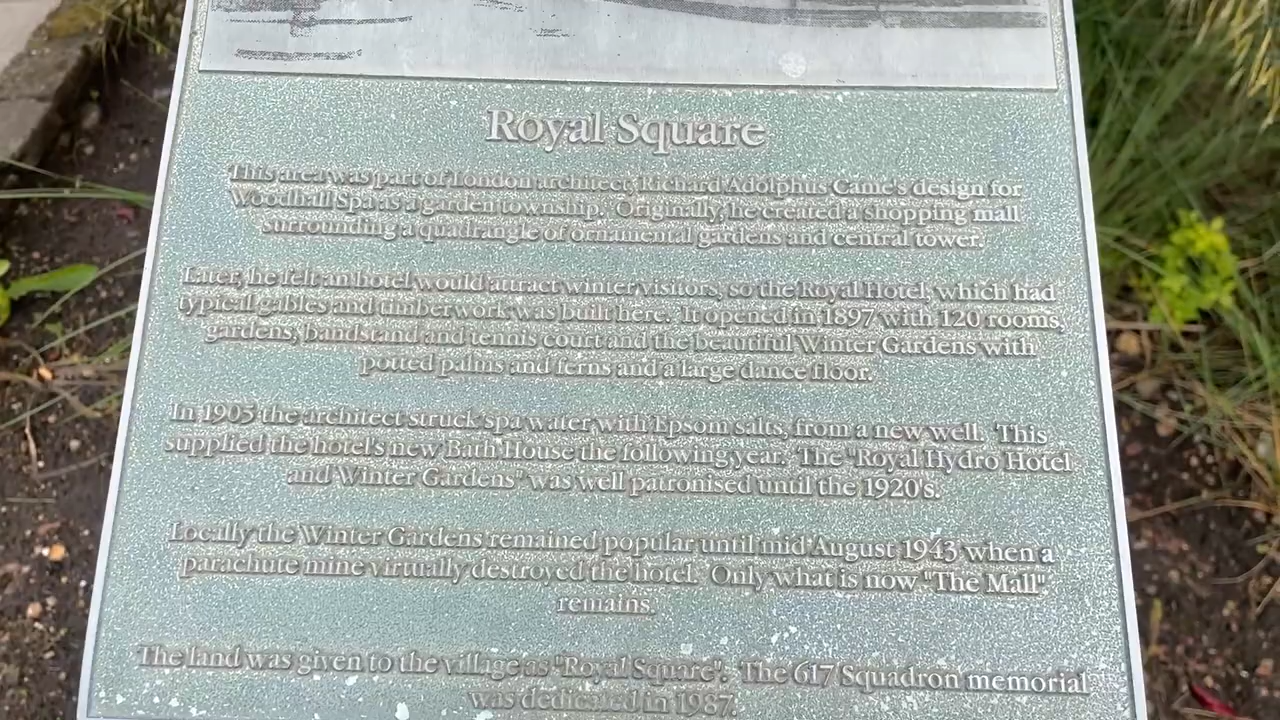 Royal Square
This area was part of London architect, Richard Adolphus Came's design for
Woodhall Spa as a garden township. Originally, he created a shopping mall
surrounding a quadrangle of ornamental gardens and central tower.
Later, he felt an hotel would attract winter visitors, so the Royal Hotel, which had
typical gables and timberwork was built here. It opened in 1897 with 120 rooms,
gardens, bandstand and tennis court and the beautiful Winter Gardens with
potted palms and ferns and a large dance floor.
In 1905 the architect struck spa water, with Epsom salts, from a new well. This
supplied the hotel's new Bath House the following year. The "Royal Hydro Hotel
and Winter Gardens" was well patronised until the 1920's.
Locally the Winter Gardens remained popular until mid August 1943 when a
parachute mine virtually destroyed the hotel. Only what is now "The Mall"
remains.
The land was given to the village as "Royal Square". The 617 Squadron memorial
was dedicated in 1987.